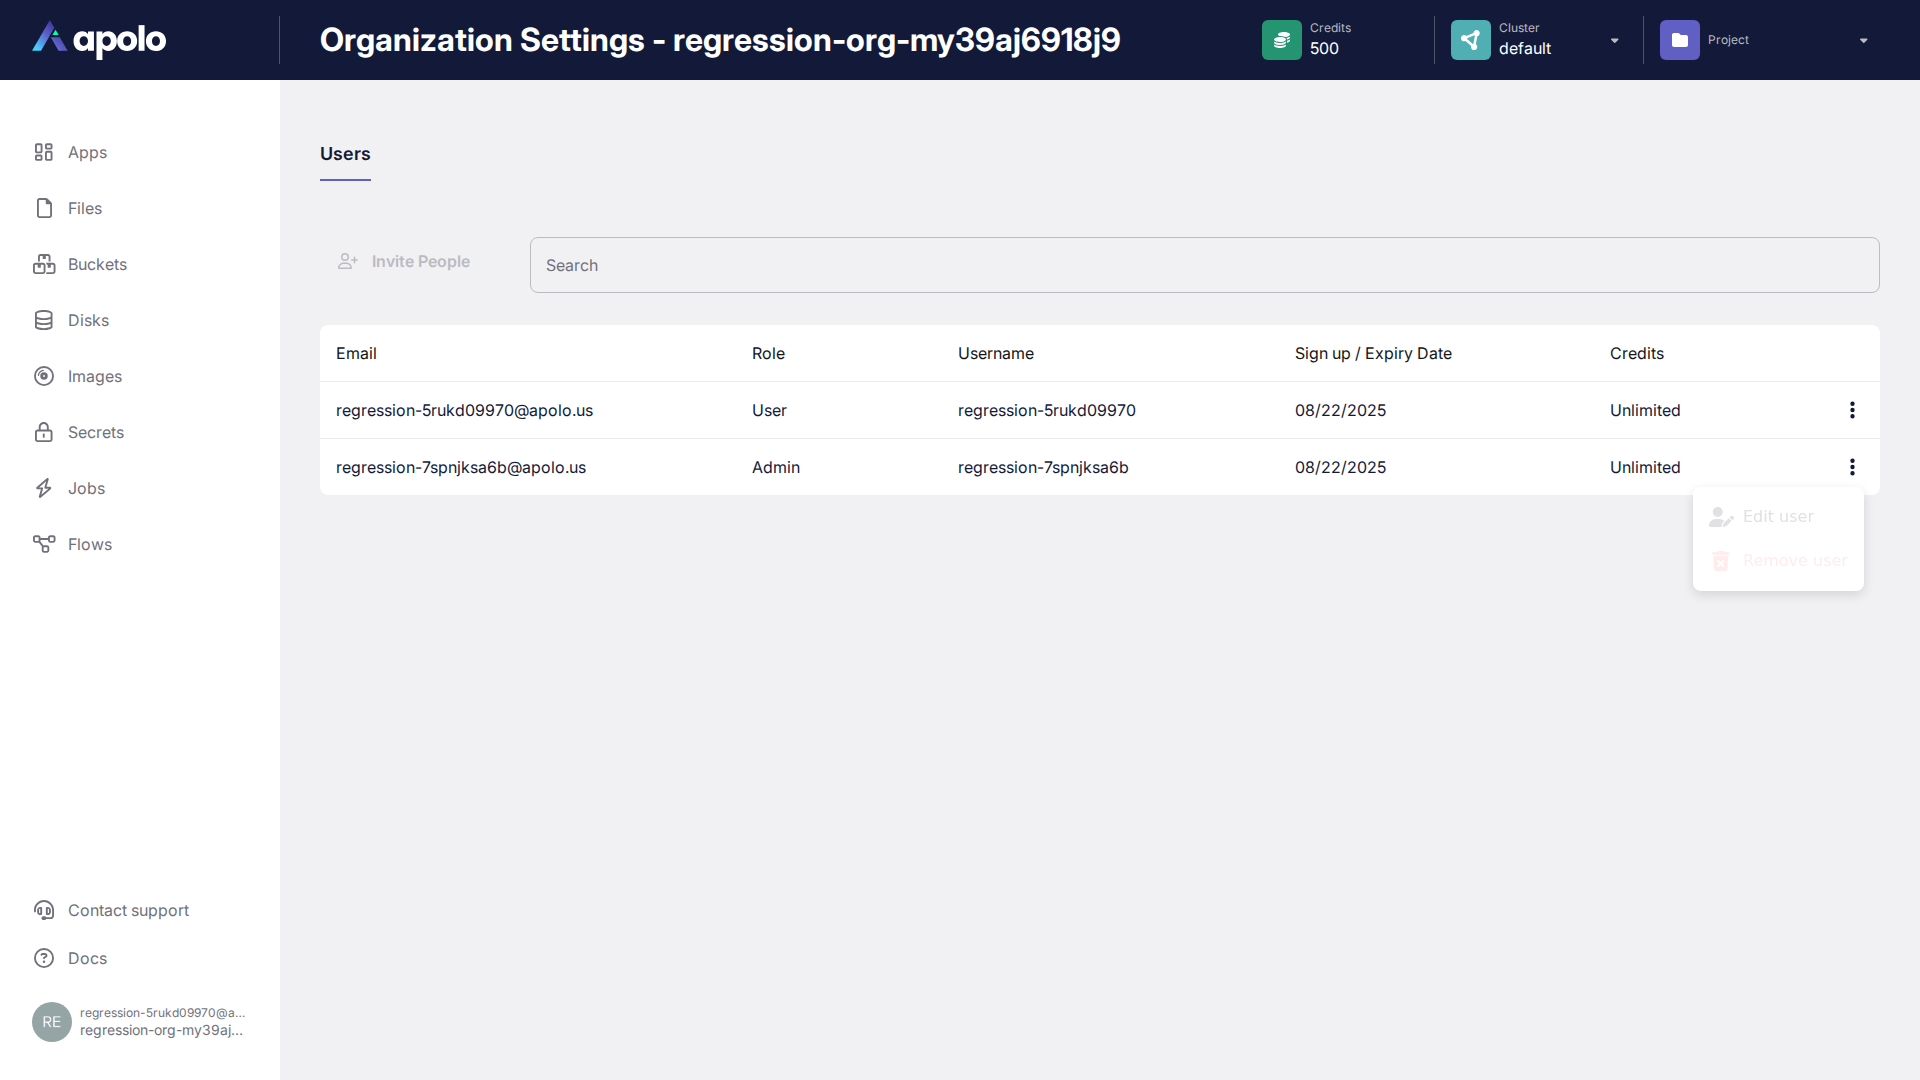 apolo
Organization Settings - regression-org-my39aj6918j9
Credits
500
Cluster
default
Project
Apps
Files
Buckets
Disks
Images
Secrets
Jobs
Flows
Contact support
Docs
RE
regression-5rukd09970@a...
regression-org-my39aj...
Users
Invite People
Search
Email Role Username Sign up / Expiry Date Credits
regression-5rukd09970@apolo.us User regression-5rukd09970 08/22/2025 Unlimited
regression-7spnjksa6b@apolo.us Admin regression-7spnjksa6b 08/22/2025 Unlimited
Edit user
Remove user